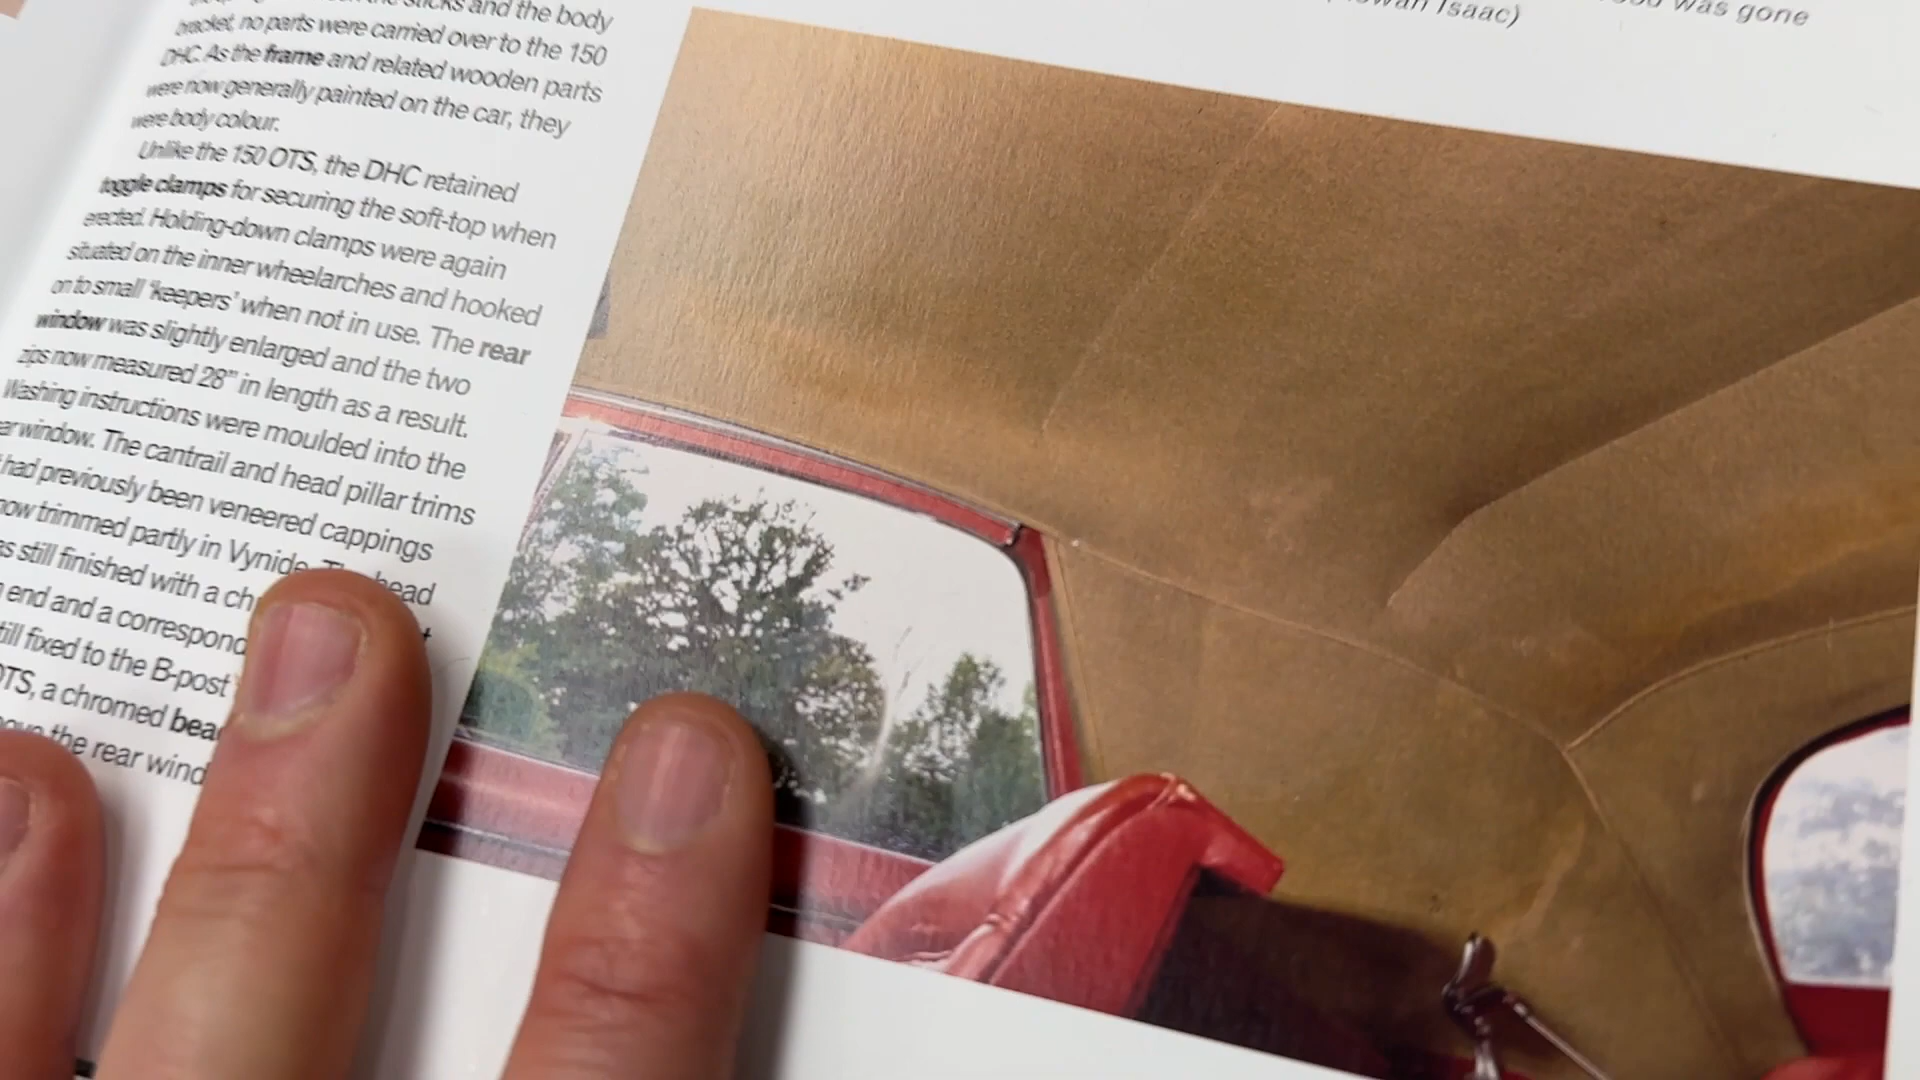 sticks and the body
bracket, no parts were carried over to the 150
DHC. As the frame and related wooden parts
were now generally painted on the car, they
were body colour.
Unlike the 150 OTS, the DHC retained
toggle clamps for securing the soft-top when
erected. Holding-down clamps were again
situated on the inner wheelarches and hooked
on to small 'keepers' when not in use. The rear
window was slightly enlarged and the two
zips now measured 28" in length as a result.
Washing instructions were moulded into the
window. The cantrail and head pillar trims
had previously been veneered cappings
now trimmed partly in Vynide. head
still finished with a
end and a
still fixed to the B-post
OTS, a chromed
the rear
Isaac)
was gone